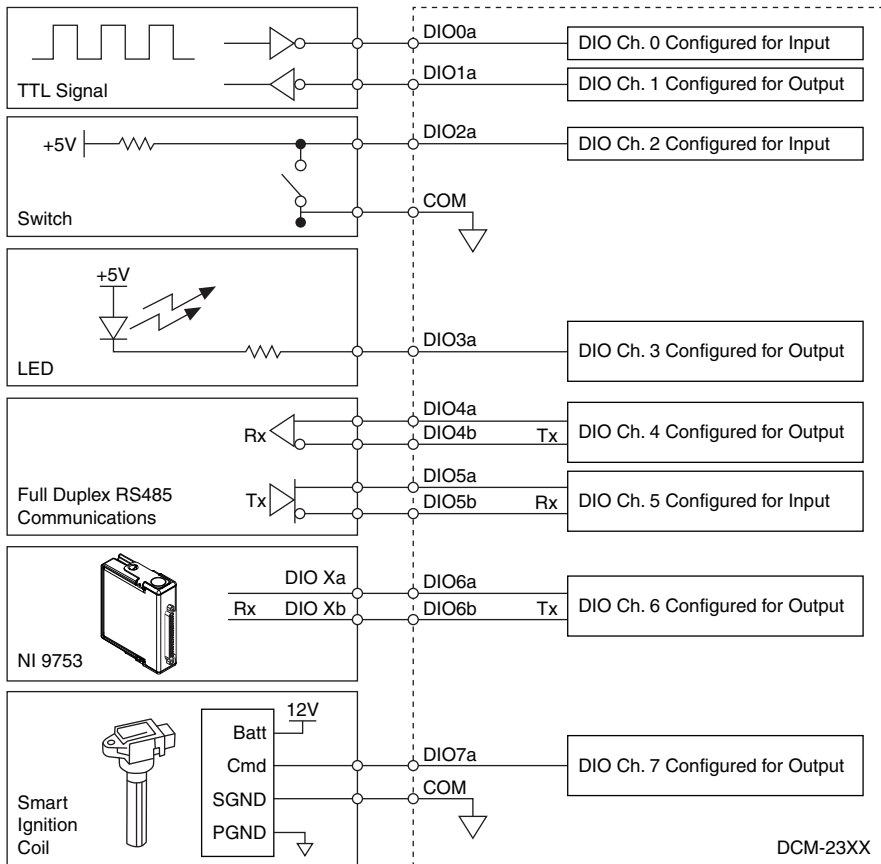 TTL Signal
DIO0a
DIO Ch. 0 Configured for Input
DIO1a
DIO Ch. 1 Configured for Output
+5V
Switch
DIO2a
DIO Ch. 2 Configured for Input
COM
+5V
LED
DIO3a
DIO Ch. 3 Configured for Output
Rx
DIO4a
DIO4b
Tx
DIO Ch. 4 Configured for Output
Tx
Full Duplex RS485
Communications
DIO5a
DIO5b
Rx
DIO Ch. 5 Configured for Input
DIO Xa
Rx
DIO Xb
NI 9753
DIO6a
DIO6b
Tx
DIO Ch. 6 Configured for Output
12V
Batt
Cmd
SGND
PGND
Smart
Ignition
Coil
DIO7a
COM
DIO Ch. 7 Configured for Output
DCM-23XX